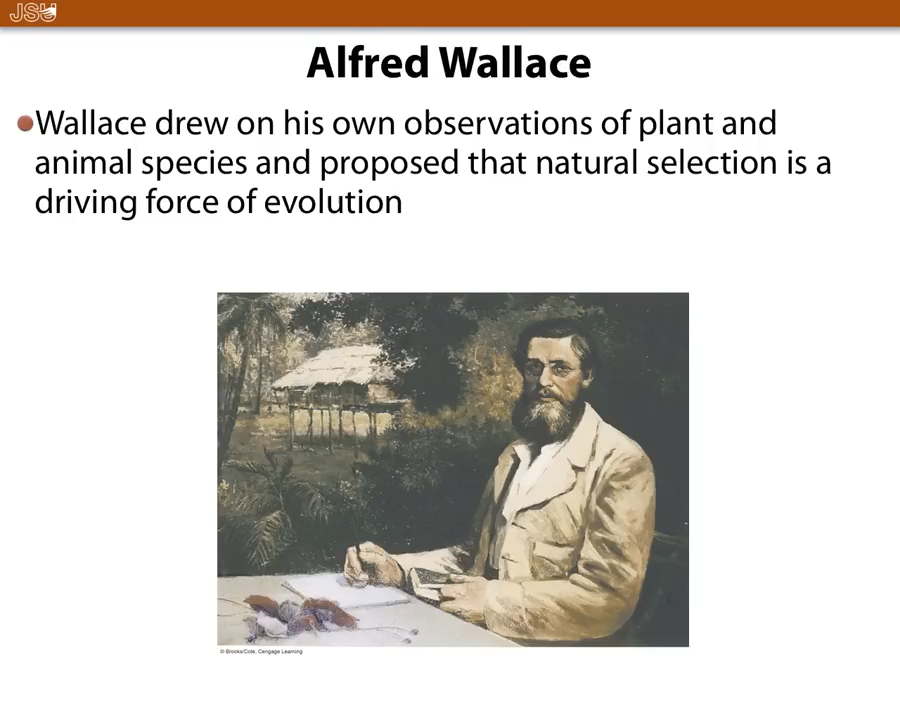 JSU
Alfred Wallace
Wallace drew on his own observations of plant and
animal species and proposed that natural selection is a
driving force of evolution
© Brooks/Cole, Cengage Learning